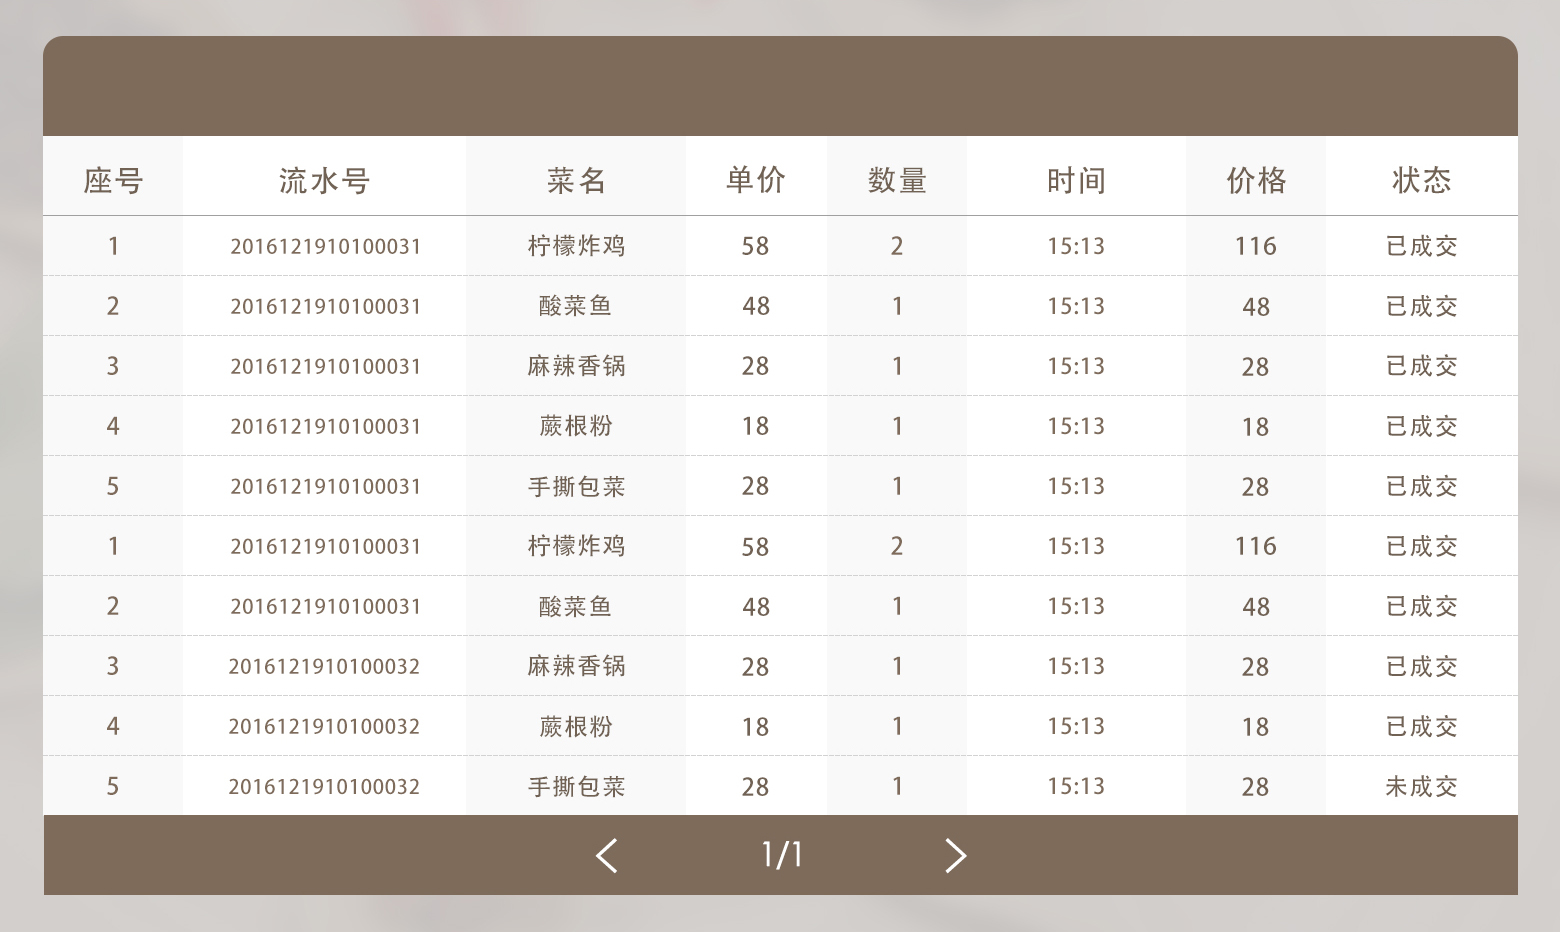 座号 流水号 菜名 单价 数量 时间 价格 状态
1 2016121910100031 柠檬炸鸡 58 2 15:13 116 已成交
2 2016121910100031 酸菜鱼 48 1 15:13 48 已成交
3 2016121910100031 麻辣香锅 28 1 15:13 28 已成交
4 2016121910100031 蕨根粉 18 1 15:13 18 已成交
5 2016121910100031 手撕包菜 28 1 15:13 28 已成交
1 2016121910100031 柠檬炸鸡 58 2 15:13 116 已成交
2 2016121910100031 酸菜鱼 48 1 15:13 48 已成交
3 2016121910100032 麻辣香锅 28 1 15:13 28 已成交
4 2016121910100032 蕨根粉 18 1 15:13 18 已成交
5 2016121910100032 手撕包菜 28 1 15:13 28 未成交
1/1